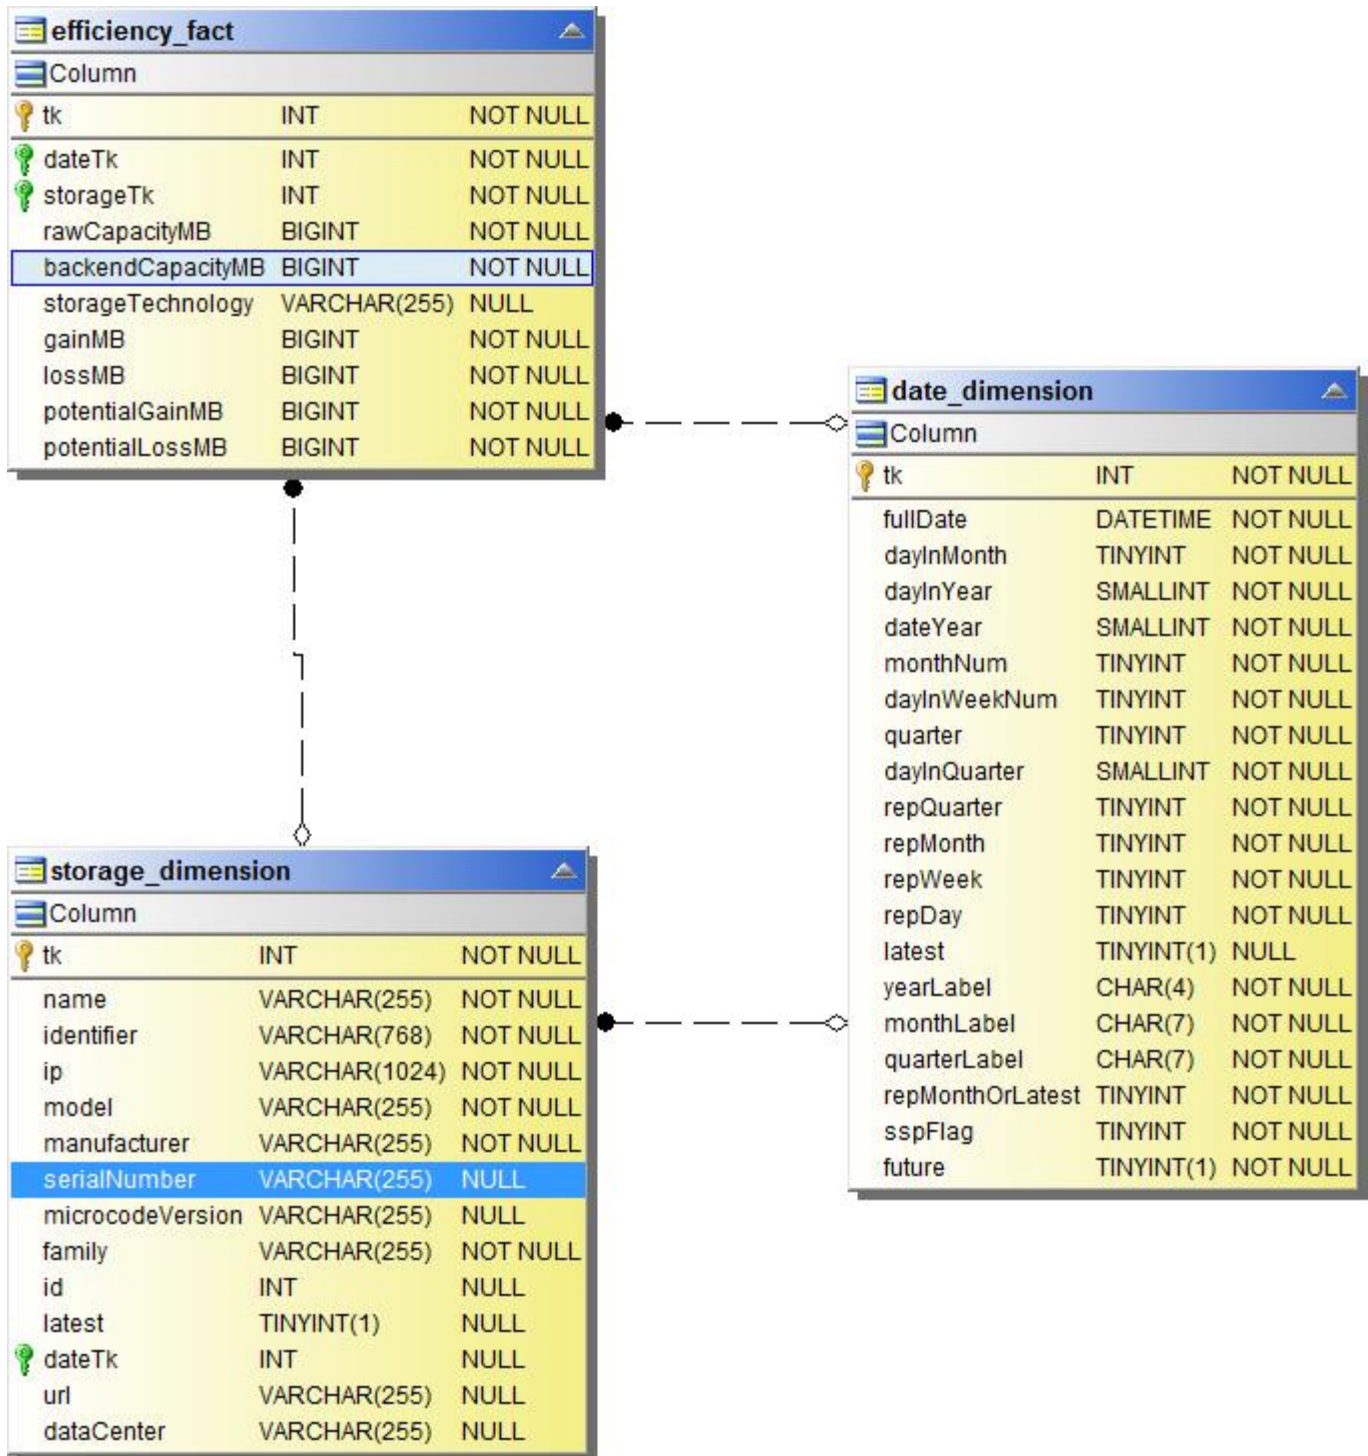 efficiency_fact
Column
tk INT NOT NULL
dateTk INT NOT NULL
storageTk INT NOT NULL
rawCapacityMB BIGINT NOT NULL
backendCapacityMB BIGINT NOT NULL
storageTechnology VARCHAR(255) NULL
gainMB BIGINT NOT NULL
lossMB BIGINT NOT NULL
potentialGainMB BIGINT NOT NULL
potentialLossMB BIGINT NOT NULL
date_dimension
Column
tk INT NOT NULL
fullDate DATETIME NOT NULL
dayInMonth TINYINT NOT NULL
dayInYear SMALLINT NOT NULL
dateYear SMALLINT NOT NULL
monthNum TINYINT NOT NULL
dayInWeekNum TINYINT NOT NULL
quarter TINYINT NOT NULL
dayInQuarter SMALLINT NOT NULL
repQuarter TINYINT NOT NULL
repMonth TINYINT NOT NULL
repWeek TINYINT NOT NULL
repDay TINYINT NOT NULL
latest TINYINT(1) NULL
yearLabel CHAR(4) NOT NULL
monthLabel CHAR(7) NOT NULL
quarterLabel CHAR(7) NOT NULL
repMonthOrLatest TINYINT NOT NULL
sspFlag TINYINT NOT NULL
future TINYINT(1) NOT NULL
storage_dimension
Column
tk INT NOT NULL
name VARCHAR(255) NOT NULL
identifier VARCHAR(768) NOT NULL
ip VARCHAR(1024) NOT NULL
model VARCHAR(255) NOT NULL
manufacturer VARCHAR(255) NOT NULL
serialNumber VARCHAR(255) NULL
microcodeVersion VARCHAR(255) NULL
family VARCHAR(255) NOT NULL
id INT NULL
latest TINYINT(1) NULL
dateTk INT NULL
url VARCHAR(255) NULL
dataCenter VARCHAR(255) NULL